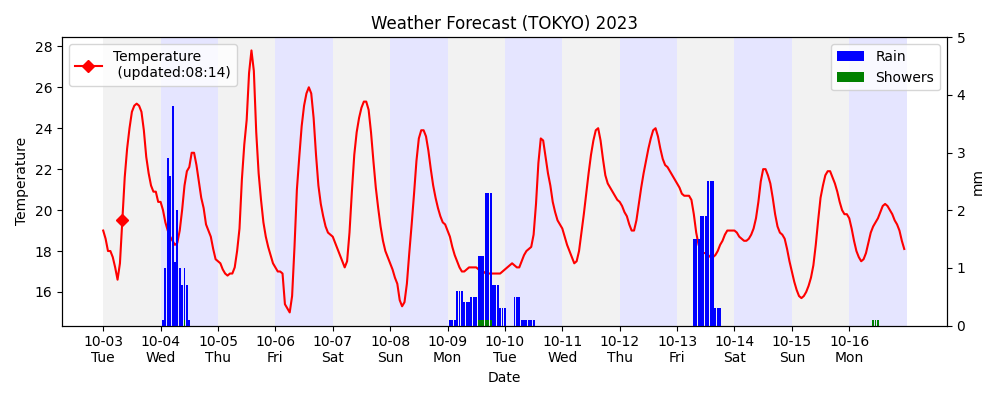 Weather Forecast (TOKYO) 2023
Temperature
(updated:08:14)
Rain
Showers
Temperature
28
26
24
22
20
18
16
5
4
3
2
1
0
mm
10-03 10-04 10-05 10-06 10-07 10-08 10-09 10-10 10-11 10-12 10-13 10-14 10-15 10-16
Tue Wed Thu Fri Sat Sun Mon Tue Wed Thu Fri Sat Sun Mon
Date